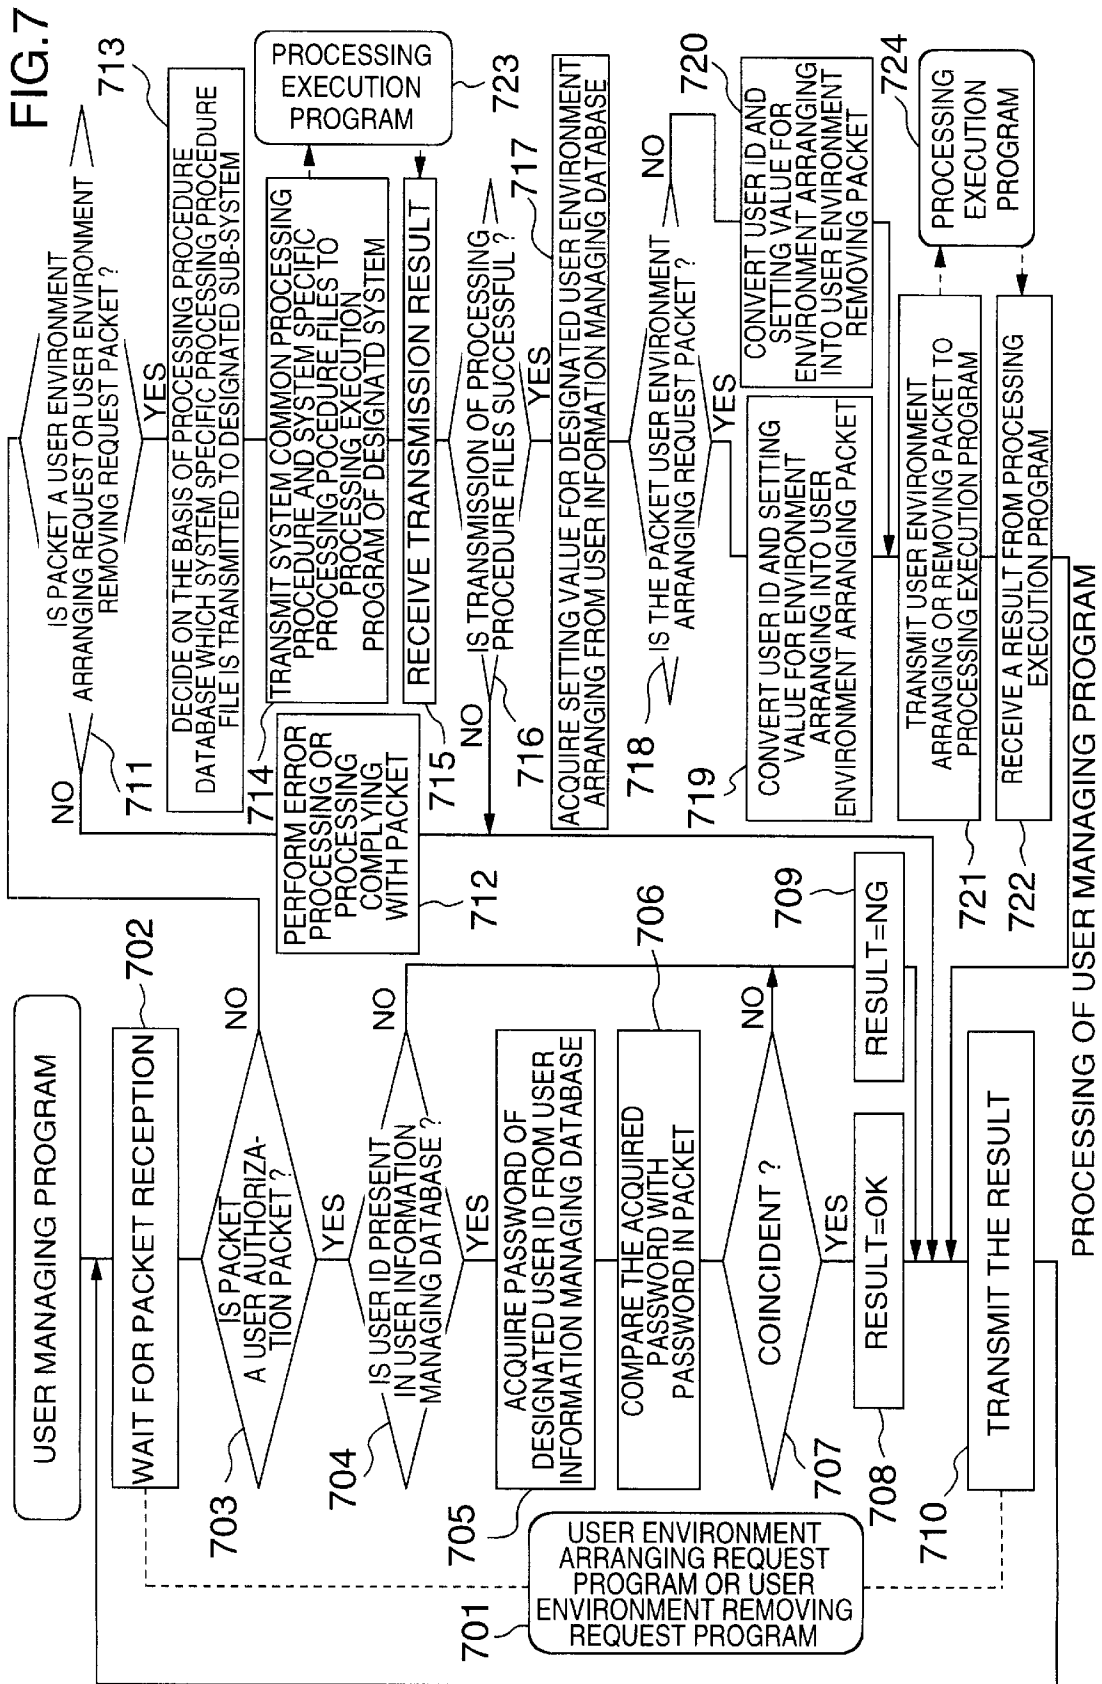 FIG.7
USER MANAGING PROGRAM
702
WAIT FOR PACKET RECEPTION
IS PACKET
A USER AUTHORIZA-
TION PACKET ?
NO
703
YES
IS USER ID PRESENT
IN USER INFORMATION
MANAGING DATABASE ?
NO
704
YES
ACQUIRE PASSWORD OF
DESIGNATED USER ID FROM USER
INFORMATION MANAGING DATABASE
705
706
COMPARE THE ACQUIRED
PASSWORD WITH
PASSWORD IN PACKET
COINCIDENT ?
NO
707
YES
709
RESULT=OK
RESULT=NG
708
TRANSMIT THE RESULT
710
USER ENVIRONMENT
ARRANGING REQUEST
PROGRAM OR USER
ENVIRONMENT REMOVING
REQUEST PROGRAM
701
IS PACKET A USER ENVIRONMENT
ARRANGING REQUEST OR USER ENVIRONMENT
REMOVING REQUEST PACKET ?
NO
711
YES
PERFORM ERROR
PROCESSING OR
PROCESSING
COMPLYING
WITH PACKET
712
713
DECIDE ON THE BASIS OF PROCESSING PROCEDURE
DATABASE WHICH SYSTEM SPECIFIC PROCESSING PROCEDURE
FILE IS TRANSMITTED TO DESIGNATED SUB-SYSTEM
714
TRANSMIT SYSTEM COMMON PROCESSING
PROCEDURE AND SYSTEM SPECIFIC
PROCESSING POCEDURE FILES TO
PROCESSING EXECUTION
PROGRAM OF DESIGNATD SYSTEM
PROCESSING
EXECUTION
PROGRAM
723
RECEIVE TRANSMISSION RESULT
715
IS TRANSMISSION OF PROCESSING
PROCEDURE FILES SUCCESSFUL ?
NO
716
YES
717
ACQUIRE SETTING VALUE FOR DESIGNATED USER ENVIRONMENT
ARRANGING FROM USER INFORMATION MANAGING DATABASE
IS THE PACKET USER ENVIRONMENT
ARRANGING REQUEST PACKET ?
718
NO
YES
CONVERT USER ID AND SETTING
VALUE FOR ENVIRONMENT
ARRANGING INTO USER
ENVIRONMENT ARRANGING PACKET
719
720
CONVERT USER ID AND
SETTING VALUE FOR
ENVIRONMENT ARRANGING
INTO USER ENVIRONMENT
REMOVING PACKET
TRANSMIT USER ENVIRONMENT
ARRANGING OR REMOVING PACKET TO
PROCESSING EXECUTION PROGRAM
721
PROCESSING
EXECUTION
PROGRAM
724
RECEIVE A RESULT FROM PROCESSING
EXECUTION PROGRAM
722
PROCESSING OF USER MANAGING PROGRAM